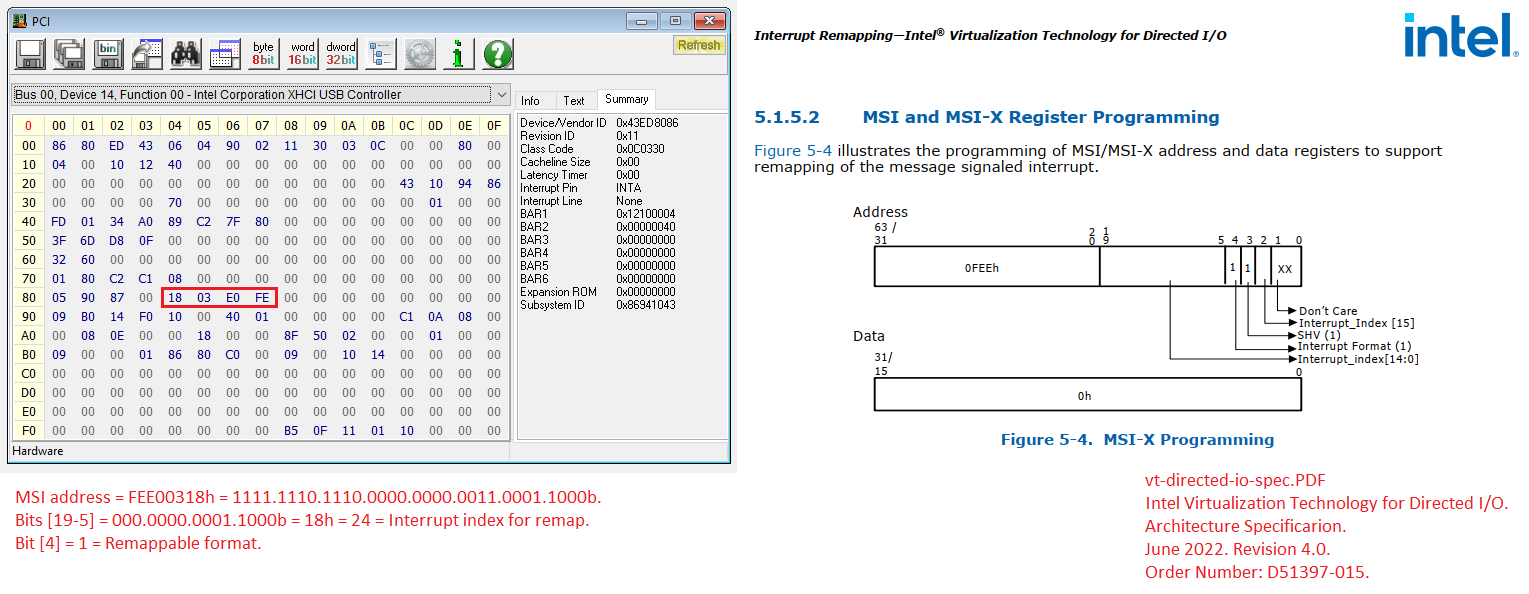 PCI
bin
byte
8bit
word
16bit
dword
32bit
Refresh
Bus 00, Device 14, Function 00 - Intel Corporation XHCI USB Controller
Info Text Summary
0 00 01 02 03 04 05 06 07 08 09 0A 0B 0C 0D 0E 0F
00 86 80 ED 43 06 04 90 02 11 30 03 0C 00 00 80 00
10 04 00 10 12 40 00 00 00 00 00 00 00 00 00 00 00
20 00 00 00 00 00 00 00 00 00 00 00 00 43 10 94 86
30 00 00 00 00 70 00 00 00 00 00 00 00 00 01 00 00
40 FD 01 34 A0 89 C2 7F 80 00 00 00 00 00 00 00 00
50 3F 6D D8 0F 00 00 00 00 00 00 00 00 00 00 00 00
60 32 60 00 00 00 00 00 00 00 00 00 00 00 00 00 00
70 01 80 C2 C1 08 00 00 00 00 00 00 00 00 00 00 00
80 05 90 87 00 18 03 E0 FE 00 00 00 00 00 00 00 00
90 09 B0 14 F0 10 00 40 01 00 00 00 00 C1 0A 08 00
A0 00 08 0E 00 00 18 00 00 8F 50 02 00 00 01 00 00
B0 09 00 00 01 86 80 C0 00 09 00 10 14 00 00 00 00
C0 00 00 00 00 00 00 00 00 00 00 00 00 00 00 00 00
D0 00 00 00 00 00 00 00 00 00 00 00 00 00 00 00 00
E0 00 00 00 00 00 00 00 00 00 00 00 00 00 00 00 00
F0 00 00 00 00 00 00 00 00 B5 0F 11 01 10 00 00 00
Device/Vendor ID 0x43ED8086
Revision ID 0x11
Class Code 0x0C0330
Cacheline Size 0x00
Latency Timer 0x00
Interrupt Pin INTA
Interrupt Line None
BAR1 0x12100004
BAR2 0x00000040
BAR3 0x00000000
BAR4 0x00000000
BAR5 0x00000000
BAR6 0x00000000
Expansion ROM 0x00000000
Subsystem ID 0x86941043
Hardware
MSI address = FEE00318h = 1111.1110.1110.0000.0000.0011.0001.1000b.
Bits [19-5] = 000.0000.0001.1000b = 18h = 24 = Interrupt index for remap.
Bit [4] = 1 = Remappable format.
Interrupt Remapping—Intel® Virtualization Technology for Directed I/O
intel®
5.1.5.2 MSI and MSI-X Register Programming
Figure 5-4 illustrates the programming of MSI/MSI-X address and data registers to support
remapping of the message signaled interrupt.
Address
63 /
31
20
19
5 4 3 2 1 0
0FEEh
1 1 XX
Don't Care
Interrupt_Index [15]
SHV (1)
Interrupt Format (1)
Interrupt_index[14:0]
Data
31/
15
0
0h
Figure 5-4. MSI-X Programming
vt-directed-io-spec.PDF
Intel Virtualization Technology for Directed I/O.
Architecture Specificarion.
June 2022. Revision 4.0.
Order Number: D51397-015.